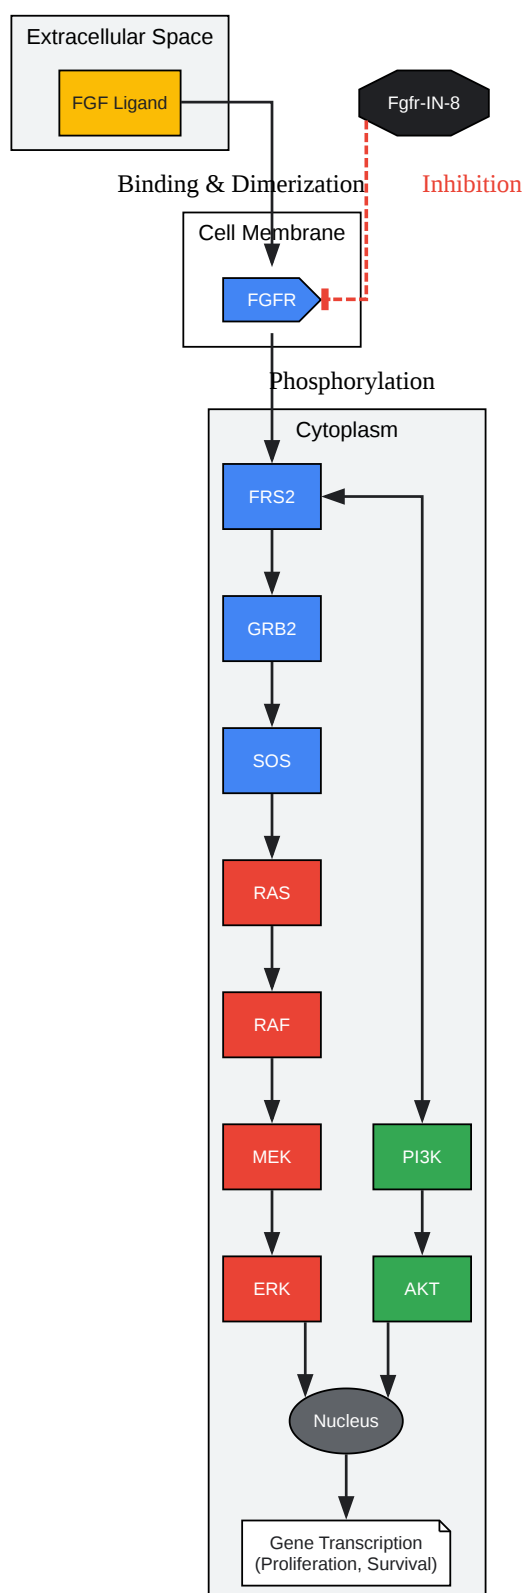 Extracellular Space
FGF Ligand
Fgfr-IN-8
Binding & Dimerization
Inhibition
Cell Membrane
FGFR
Phosphorylation
Cytoplasm
FRS2
GRB2
SOS
RAS
RAF
MEK
PI3K
ERK
AKT
Nucleus
Gene Transcription
(Proliferation, Survival)